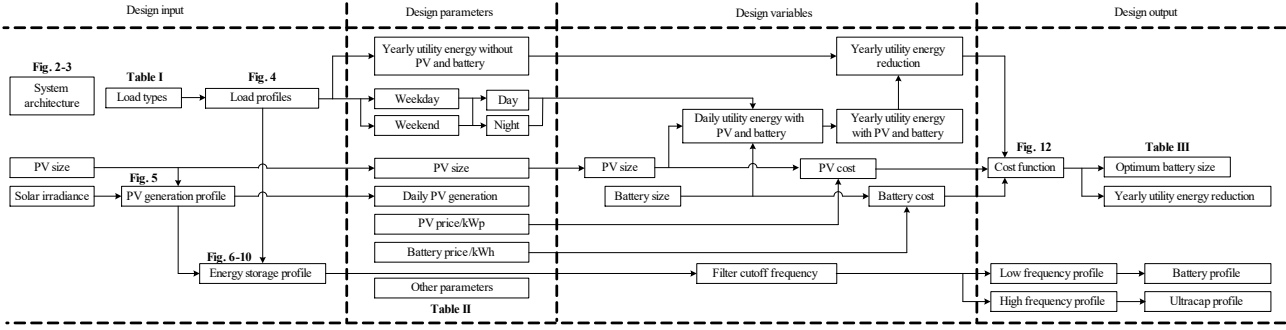 Design input
Design parameters
Design variables
Design output
Fig. 2-3
System
architecture
Table I
Load types
Fig. 4
Load profiles
Yearly utility energy without
PV and battery
Yearly utility energy
reduction
Weekday
Day
Weekend
Night
Daily utility energy with
PV and battery
Yearly utility energy
with PV and battery
PV size
PV size
PV size
PV cost
Fig. 12
Cost function
Table III
Optimum battery size
Solar irradiance
Fig. 5
PV generation profile
Daily PV generation
Battery size
Battery cost
Yearly utility energy reduction
PV price/kWp
Battery price/kWh
Fig. 6-10
Energy storage profile
Filter cutoff frequency
Low frequency profile
Battery profile
Other parameters
High frequency profile
Ultracap profile
Table II